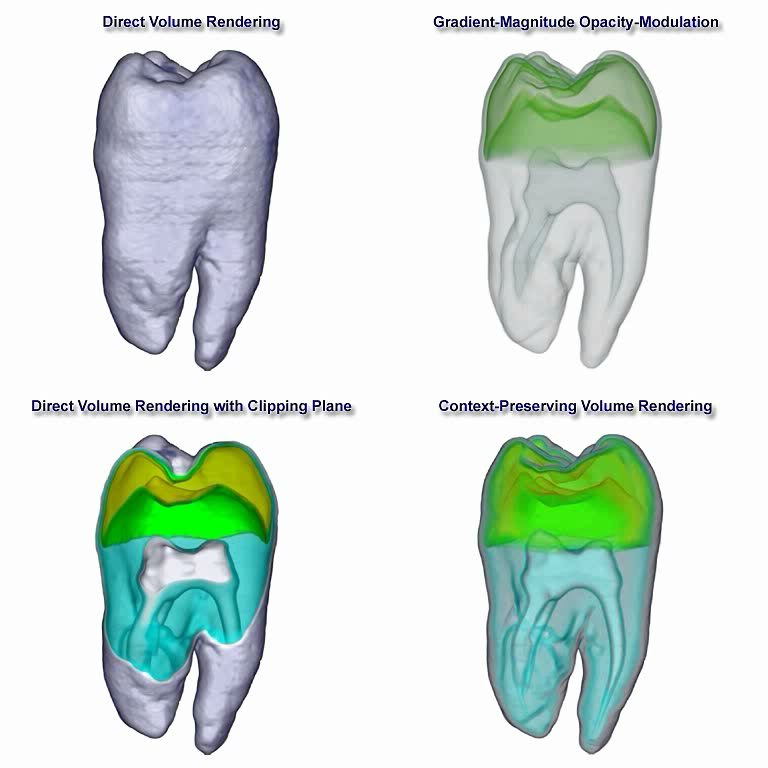 Direct Volume Rendering
Gradient-Magnitude Opacity-Modulation
Direct Volume Rendering with Clipping Plane
Context-Preserving Volume Rendering